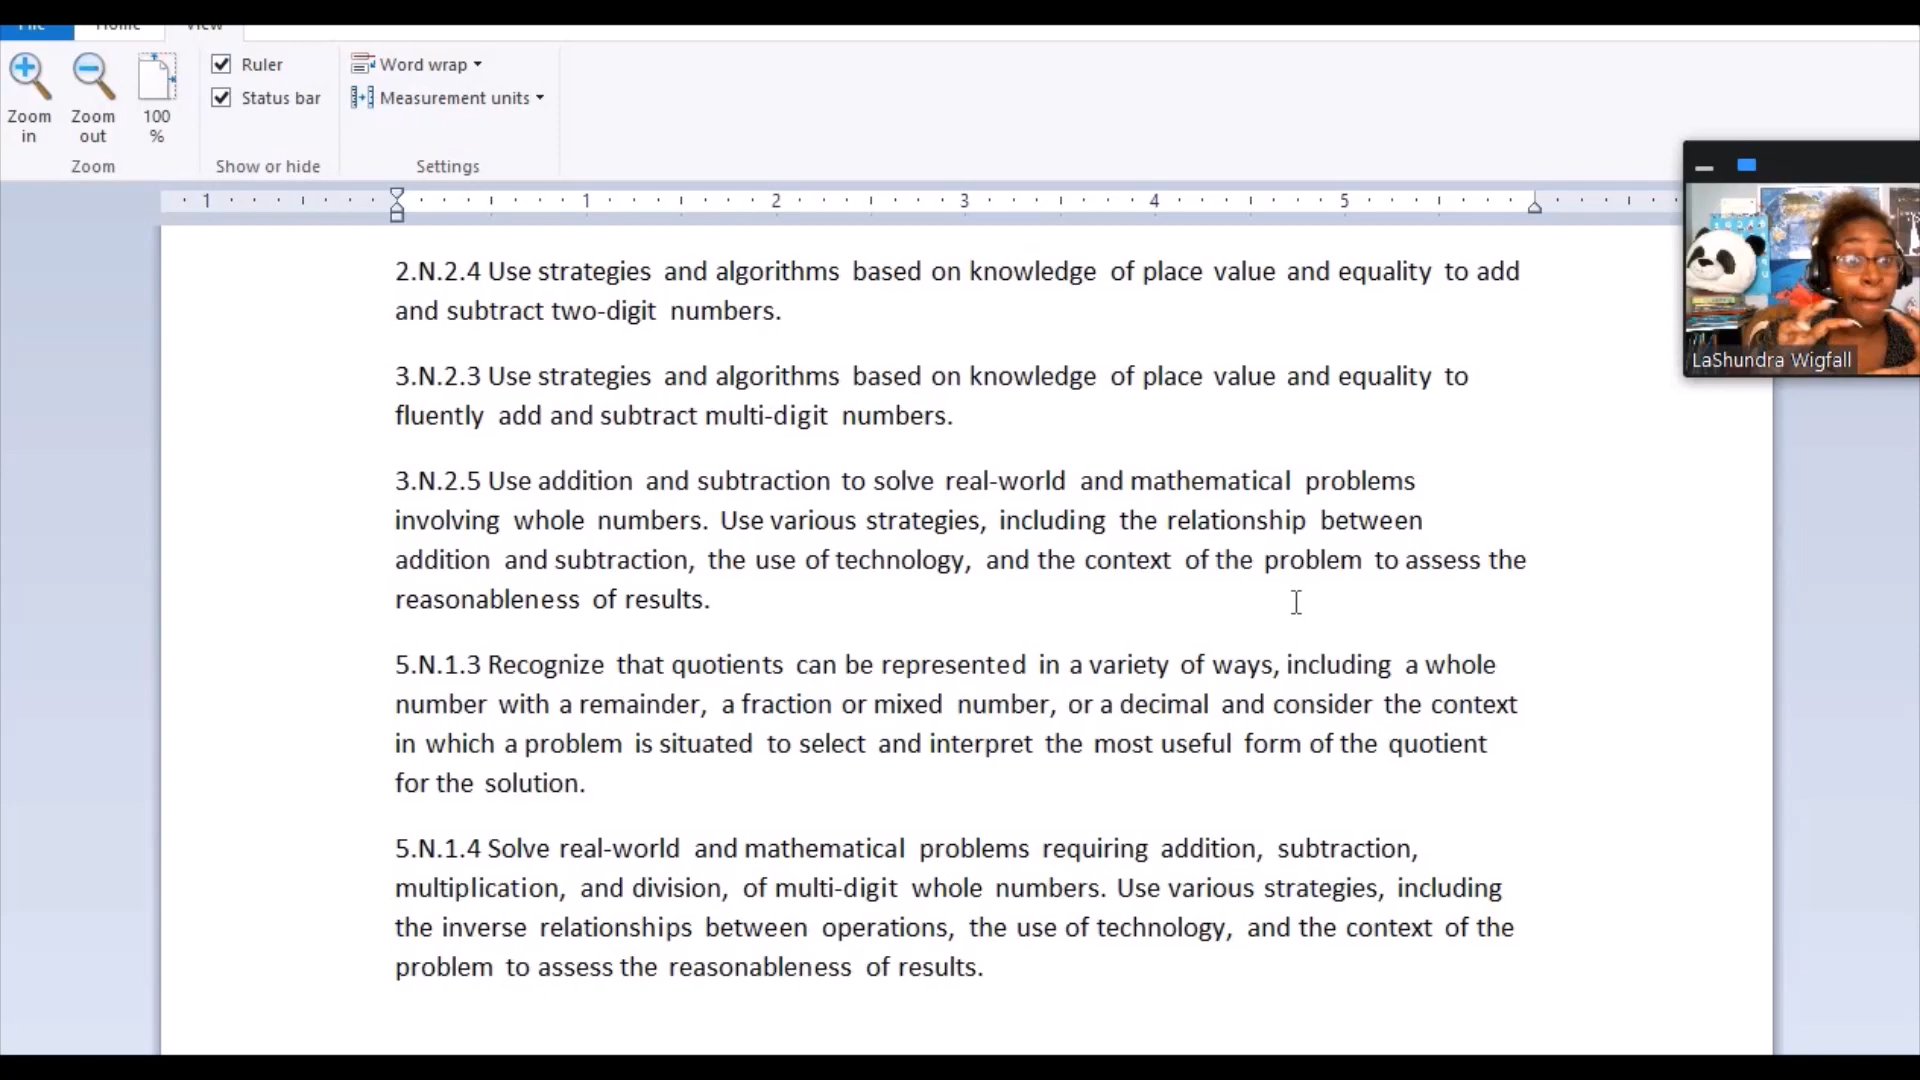 File Home View
Zoom in
Zoom out
100 %
Ruler
Status bar
Word wrap
Measurement units
Zoom
Show or hide
Settings
1 1 2 3 4 5
2.N.2.4 Use strategies and algorithms based on knowledge of place value and equality to add
and subtract two-digit numbers.
3.N.2.3 Use strategies and algorithms based on knowledge of place value and equality to
fluently add and subtract multi-digit numbers.
3.N.2.5 Use addition and subtraction to solve real-world and mathematical problems
involving whole numbers. Use various strategies, including the relationship between
addition and subtraction, the use of technology, and the context of the problem to assess the
reasonableness of results.
5.N.1.3 Recognize that quotients can be represented in a variety of ways, including a whole
number with a remainder, a fraction or mixed number, or a decimal and consider the context
in which a problem is situated to select and interpret the most useful form of the quotient
for the solution.
5.N.1.4 Solve real-world and mathematical problems requiring addition, subtraction,
multiplication, and division, of multi-digit whole numbers. Use various strategies, including
the inverse relationships between operations, the use of technology, and the context of the
problem to assess the reasonableness of results.
LaShundra Wigfall